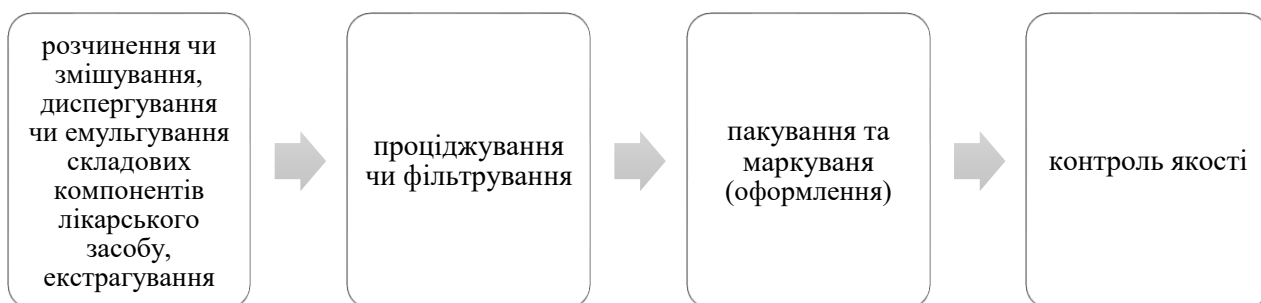 розчинення чи
змішування,
диспергування
чи емульгування
складових
компонентів
лікарського
засобу,
екстрагування
проціджування
чи фільтрування
пакування та
маркуваня
(оформлення)
контроль якості